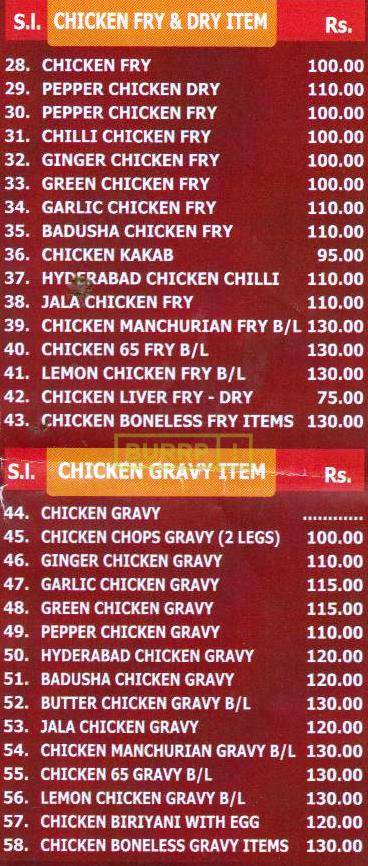 S.I. CHICKEN FRY & DRY ITEM Rs.
28. CHICKEN FRY 100.00
29. PEPPER CHICKEN DRY 110.00
30. PEPPER CHICKEN FRY 100.00
31. CHILLI CHICKEN FRY 100.00
32. GINGER CHICKEN FRY 100.00
33. GREEN CHICKEN FRY 100.00
34. GARLIC CHICKEN FRY 110.00
35. BADUSHA CHICKEN FRY 110.00
36. CHICKEN KAKAB 95.00
37. HYDERABAD CHICKEN CHILLI 110.00
38. JALA CHICKEN FRY 110.00
39. CHICKEN MANCHURIAN FRY B/L 130.00
40. CHICKEN 65 FRY B/L 130.00
41. LEMON CHICKEN FRY B/L 130.00
42. CHICKEN LIVER FRY - DRY 75.00
43. CHICKEN BONELESS FRY ITEMS 130.00
BURRP!
S.I. CHICKEN GRAVY ITEM Rs.
44. CHICKEN GRAVY ............
45. CHICKEN CHOPS GRAVY (2 LEGS) 100.00
46. GINGER CHICKEN GRAVY 110.00
47. GARLIC CHICKEN GRAVY 115.00
48. GREEN CHICKEN GRAVY 115.00
49. PEPPER CHICKEN GRAVY 110.00
50. HYDERABAD CHICKEN GRAVY 120.00
51. BADUSHA CHICKEN GRAVY 120.00
52. BUTTER CHICKEN GRAVY B/L 130.00
53. JALA CHICKEN GRAVY 120.00
54. CHICKEN MANCHURIAN GRAVY B/L 130.00
55. CHICKEN 65 GRAVY B/L 130.00
56. LEMON CHICKEN GRAVY B/L 130.00
57. CHICKEN BIRIYANI WITH EGG 120.00
58. CHICKEN BONELESS GRAVY ITEMS 130.00